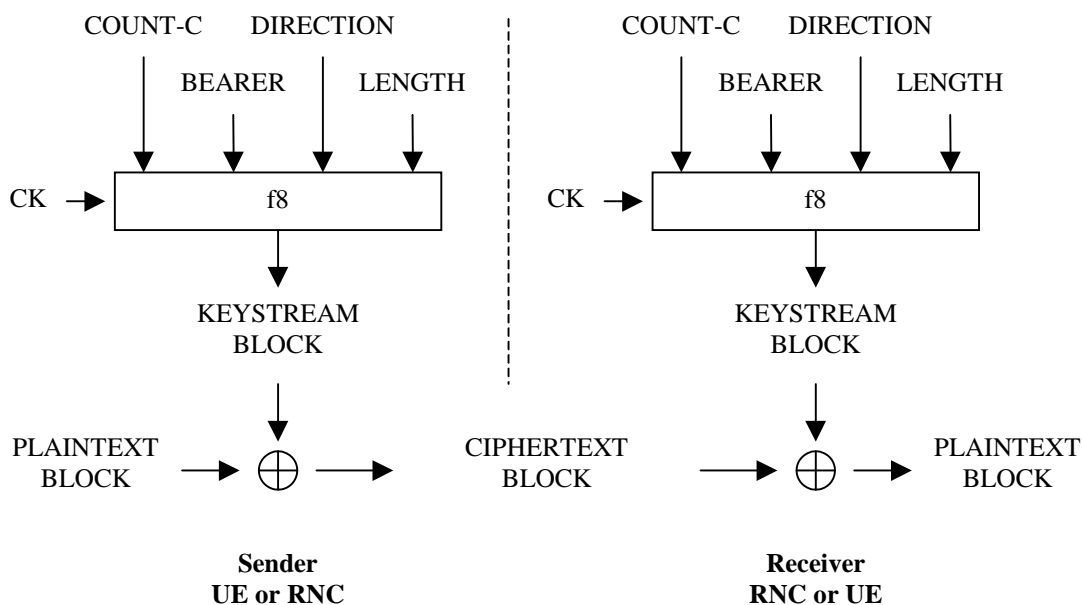 COUNT-C DIRECTION
BEARER LENGTH
CK
f8
KEYSTREAM
BLOCK
PLAINTEXT
BLOCK
Sender
UE or RNC
CIPHERTEXT
BLOCK
COUNT-C DIRECTION
BEARER LENGTH
CK
f8
KEYSTREAM
BLOCK
PLAINTEXT
BLOCK
Receiver
RNC or UE